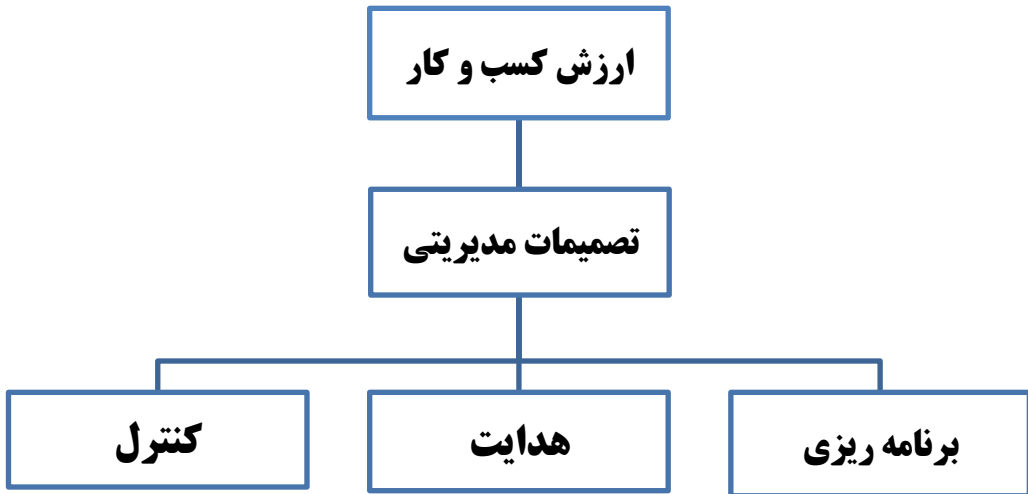 ارزش کسب و کار
تصمیمات مدیریتی
برنامه ریزی
هدایت
کنترل